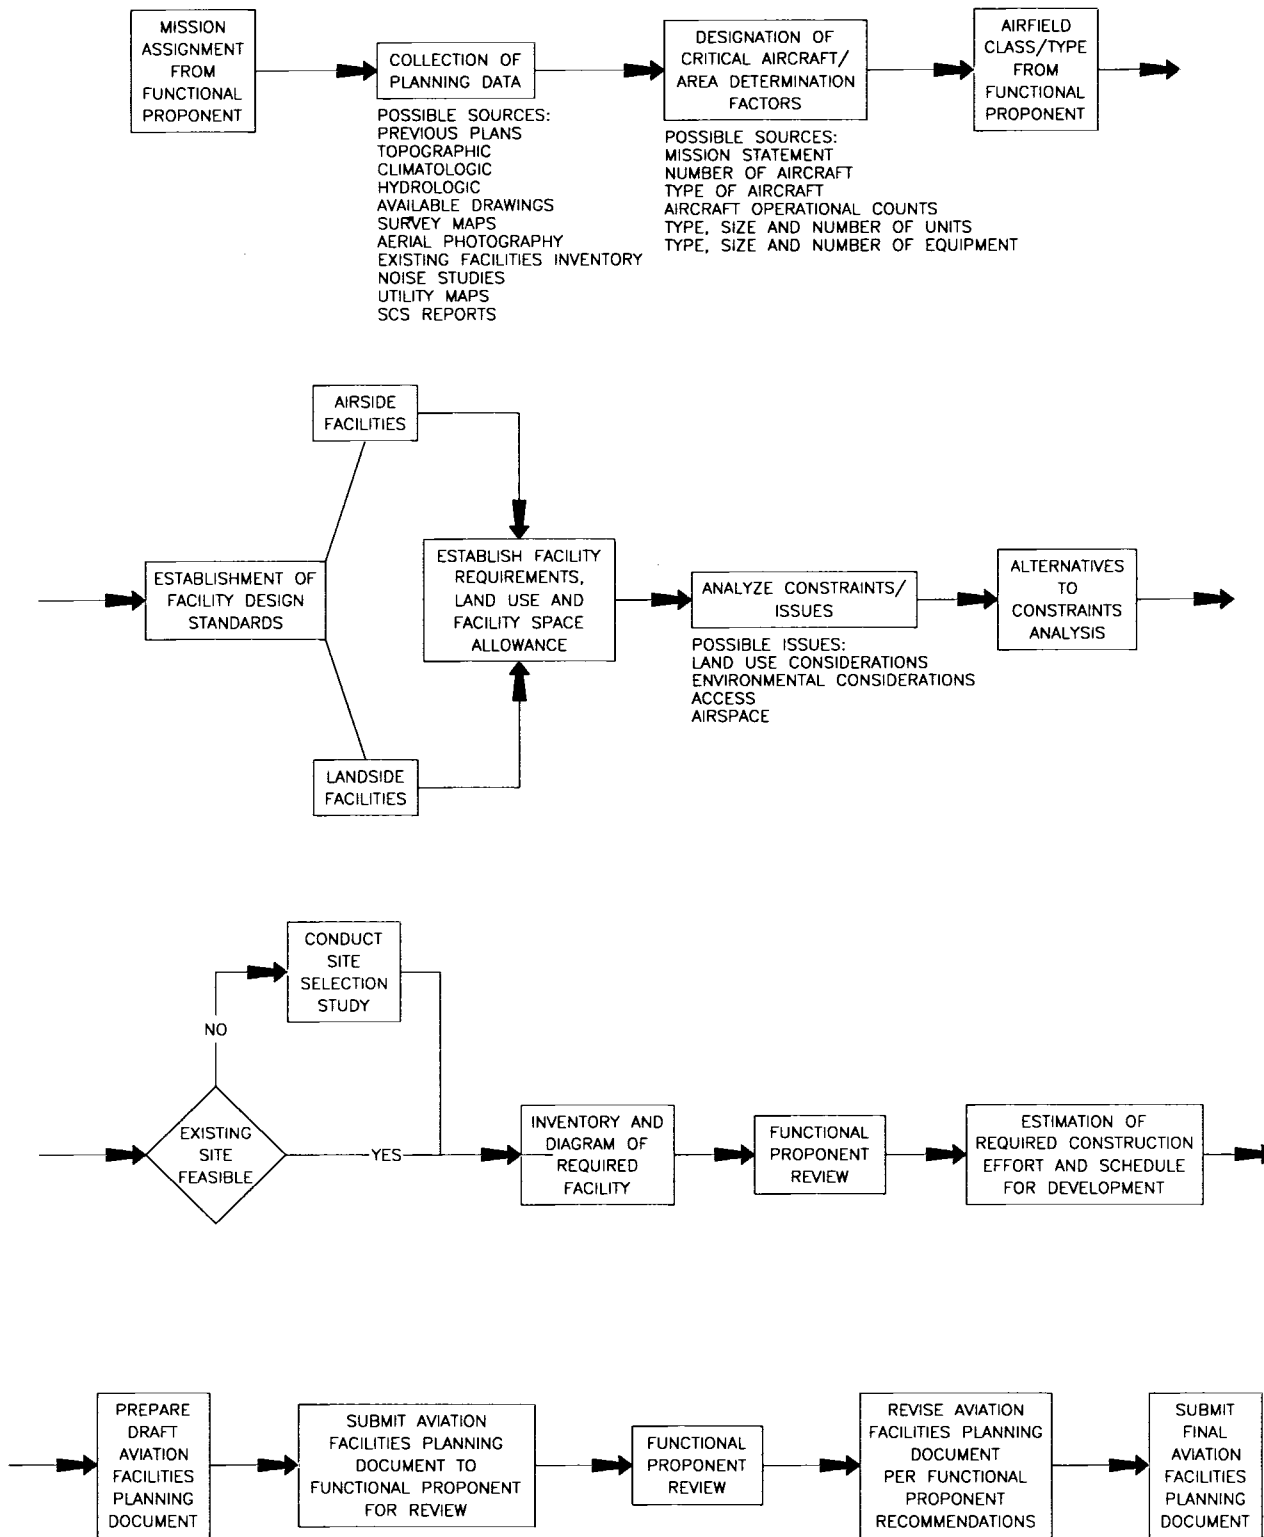 MISSION
ASSIGNMENT
FROM
FUNCTIONAL
PROPONENT
COLLECTION OF
PLANNING DATA
POSSIBLE SOURCES:
PREVIOUS PLANS
TOPOGRAPHIC
CLIMATOLOGIC
HYDROLOGIC
AVAILABLE DRAWINGS
SURVEY MAPS
AERIAL PHOTOGRAPHY
EXISTING FACILITIES INVENTORY
NOISE STUDIES
UTILITY MAPS
SCS REPORTS
DESIGNATION OF
CRITICAL AIRCRAFT/
AREA DETERMINATION
FACTORS
POSSIBLE SOURCES:
MISSION STATEMENT
NUMBER OF AIRCRAFT
TYPE OF AIRCRAFT
AIRCRAFT OPERATIONAL COUNTS
TYPE, SIZE AND NUMBER OF UNITS
TYPE, SIZE AND NUMBER OF EQUIPMENT
AIRFIELD
CLASS/TYPE
FROM
FUNCTIONAL
PROPONENT
ESTABLISHMENT OF
FACILITY DESIGN
STANDARDS
AIRSIDE
FACILITIES
LANDSIDE
FACILITIES
ESTABLISH FACILITY
REQUIREMENTS,
LAND USE AND
FACILITY SPACE
ALLOWANCE
ANALYZE CONSTRAINTS/
ISSUES
POSSIBLE ISSUES:
LAND USE CONSIDERATIONS
ENVIRONMENTAL CONSIDERATIONS
ACCESS
AIRSPACE
ALTERNATIVES
TO
CONSTRAINTS
ANALYSIS
EXISTING
SITE
FEASIBLE
NO
CONDUCT
SITE
SELECTION
STUDY
YES
INVENTORY AND
DIAGRAM OF
REQUIRED
FACILITY
FUNCTIONAL
PROPONENT
REVIEW
ESTIMATION OF
REQUIRED CONSTRUCTION
EFFORT AND SCHEDULE
FOR DEVELOPMENT
PREPARE
DRAFT
AVIATION
FACILITIES
PLANNING
DOCUMENT
SUBMIT AVIATION
FACILITIES PLANNING
DOCUMENT TO
FUNCTIONAL PROPONENT
FOR REVIEW
FUNCTIONAL
PROPONENT
REVIEW
REVISE AVIATION
FACILITIES PLANNING
DOCUMENT
PER FUNCTIONAL
PROPONENT
RECOMMENDATIONS
SUBMIT
FINAL
AVIATION
FACILITIES
PLANNING
DOCUMENT